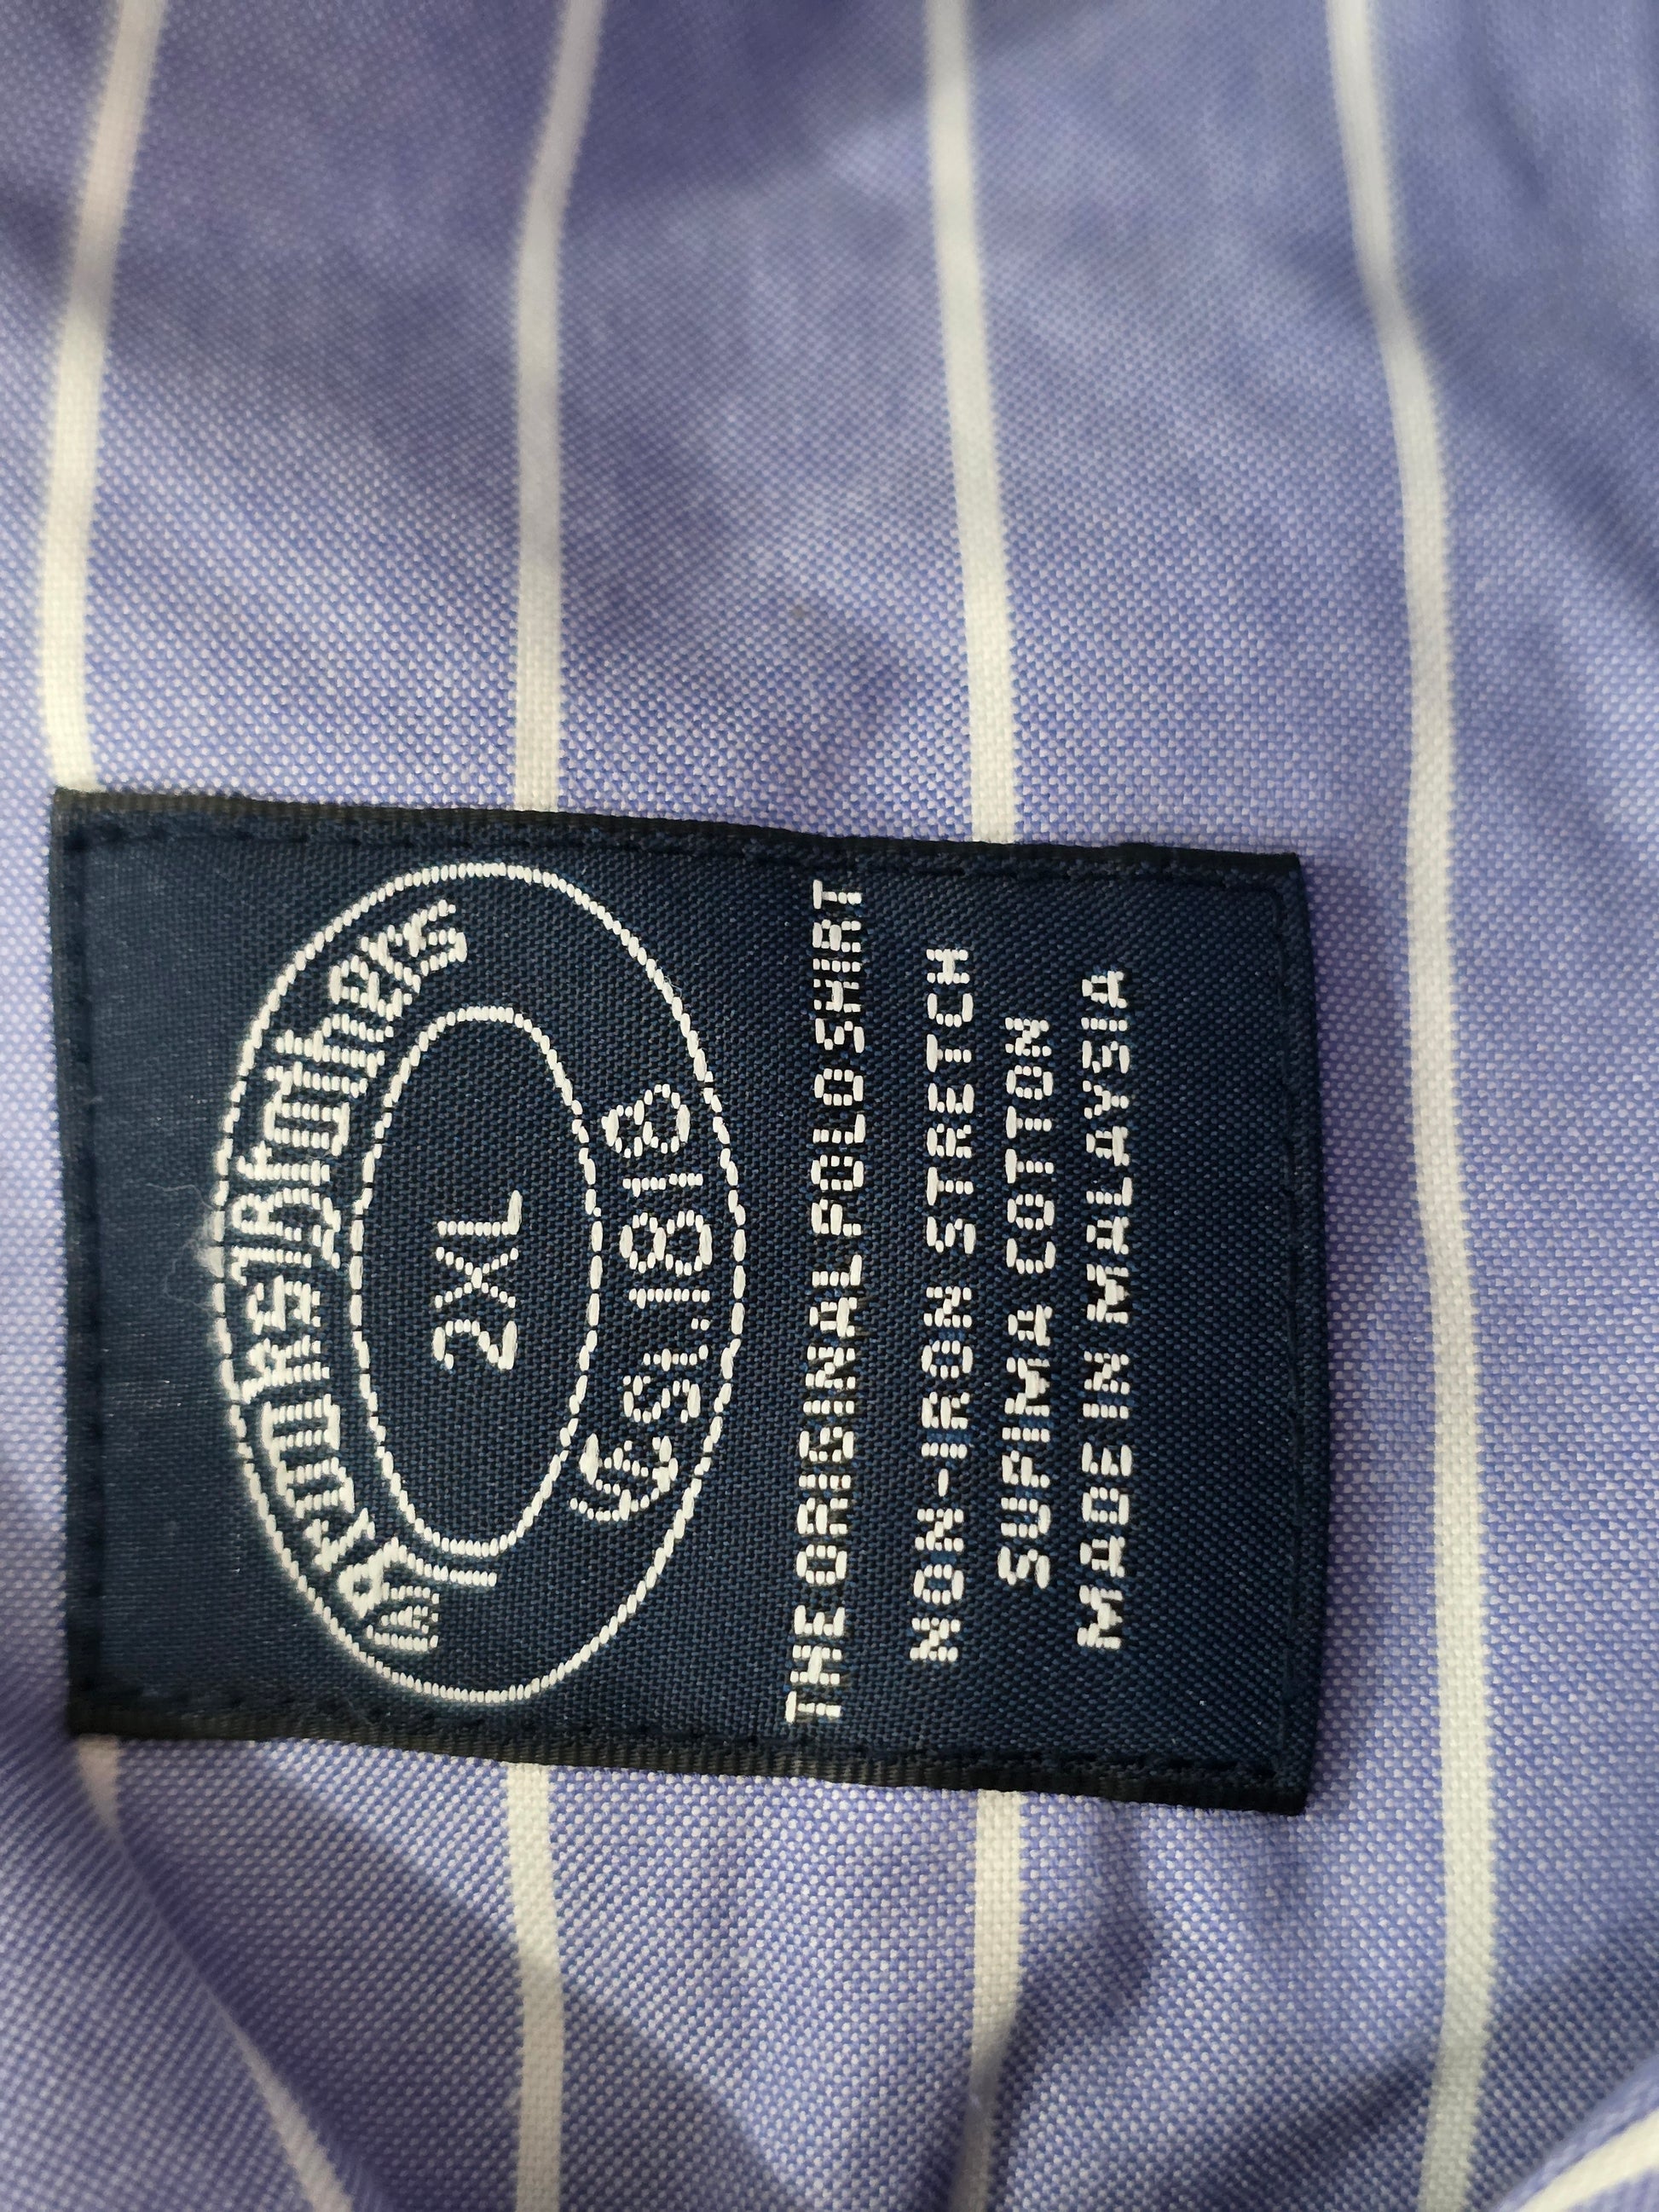 Brooks Brothers
2XL
Est. 1818
THE ORIGINAL POLO SHIRT
NON-IRON STRETCH
SUPIMA COTTON
MADE IN MALAYSIA